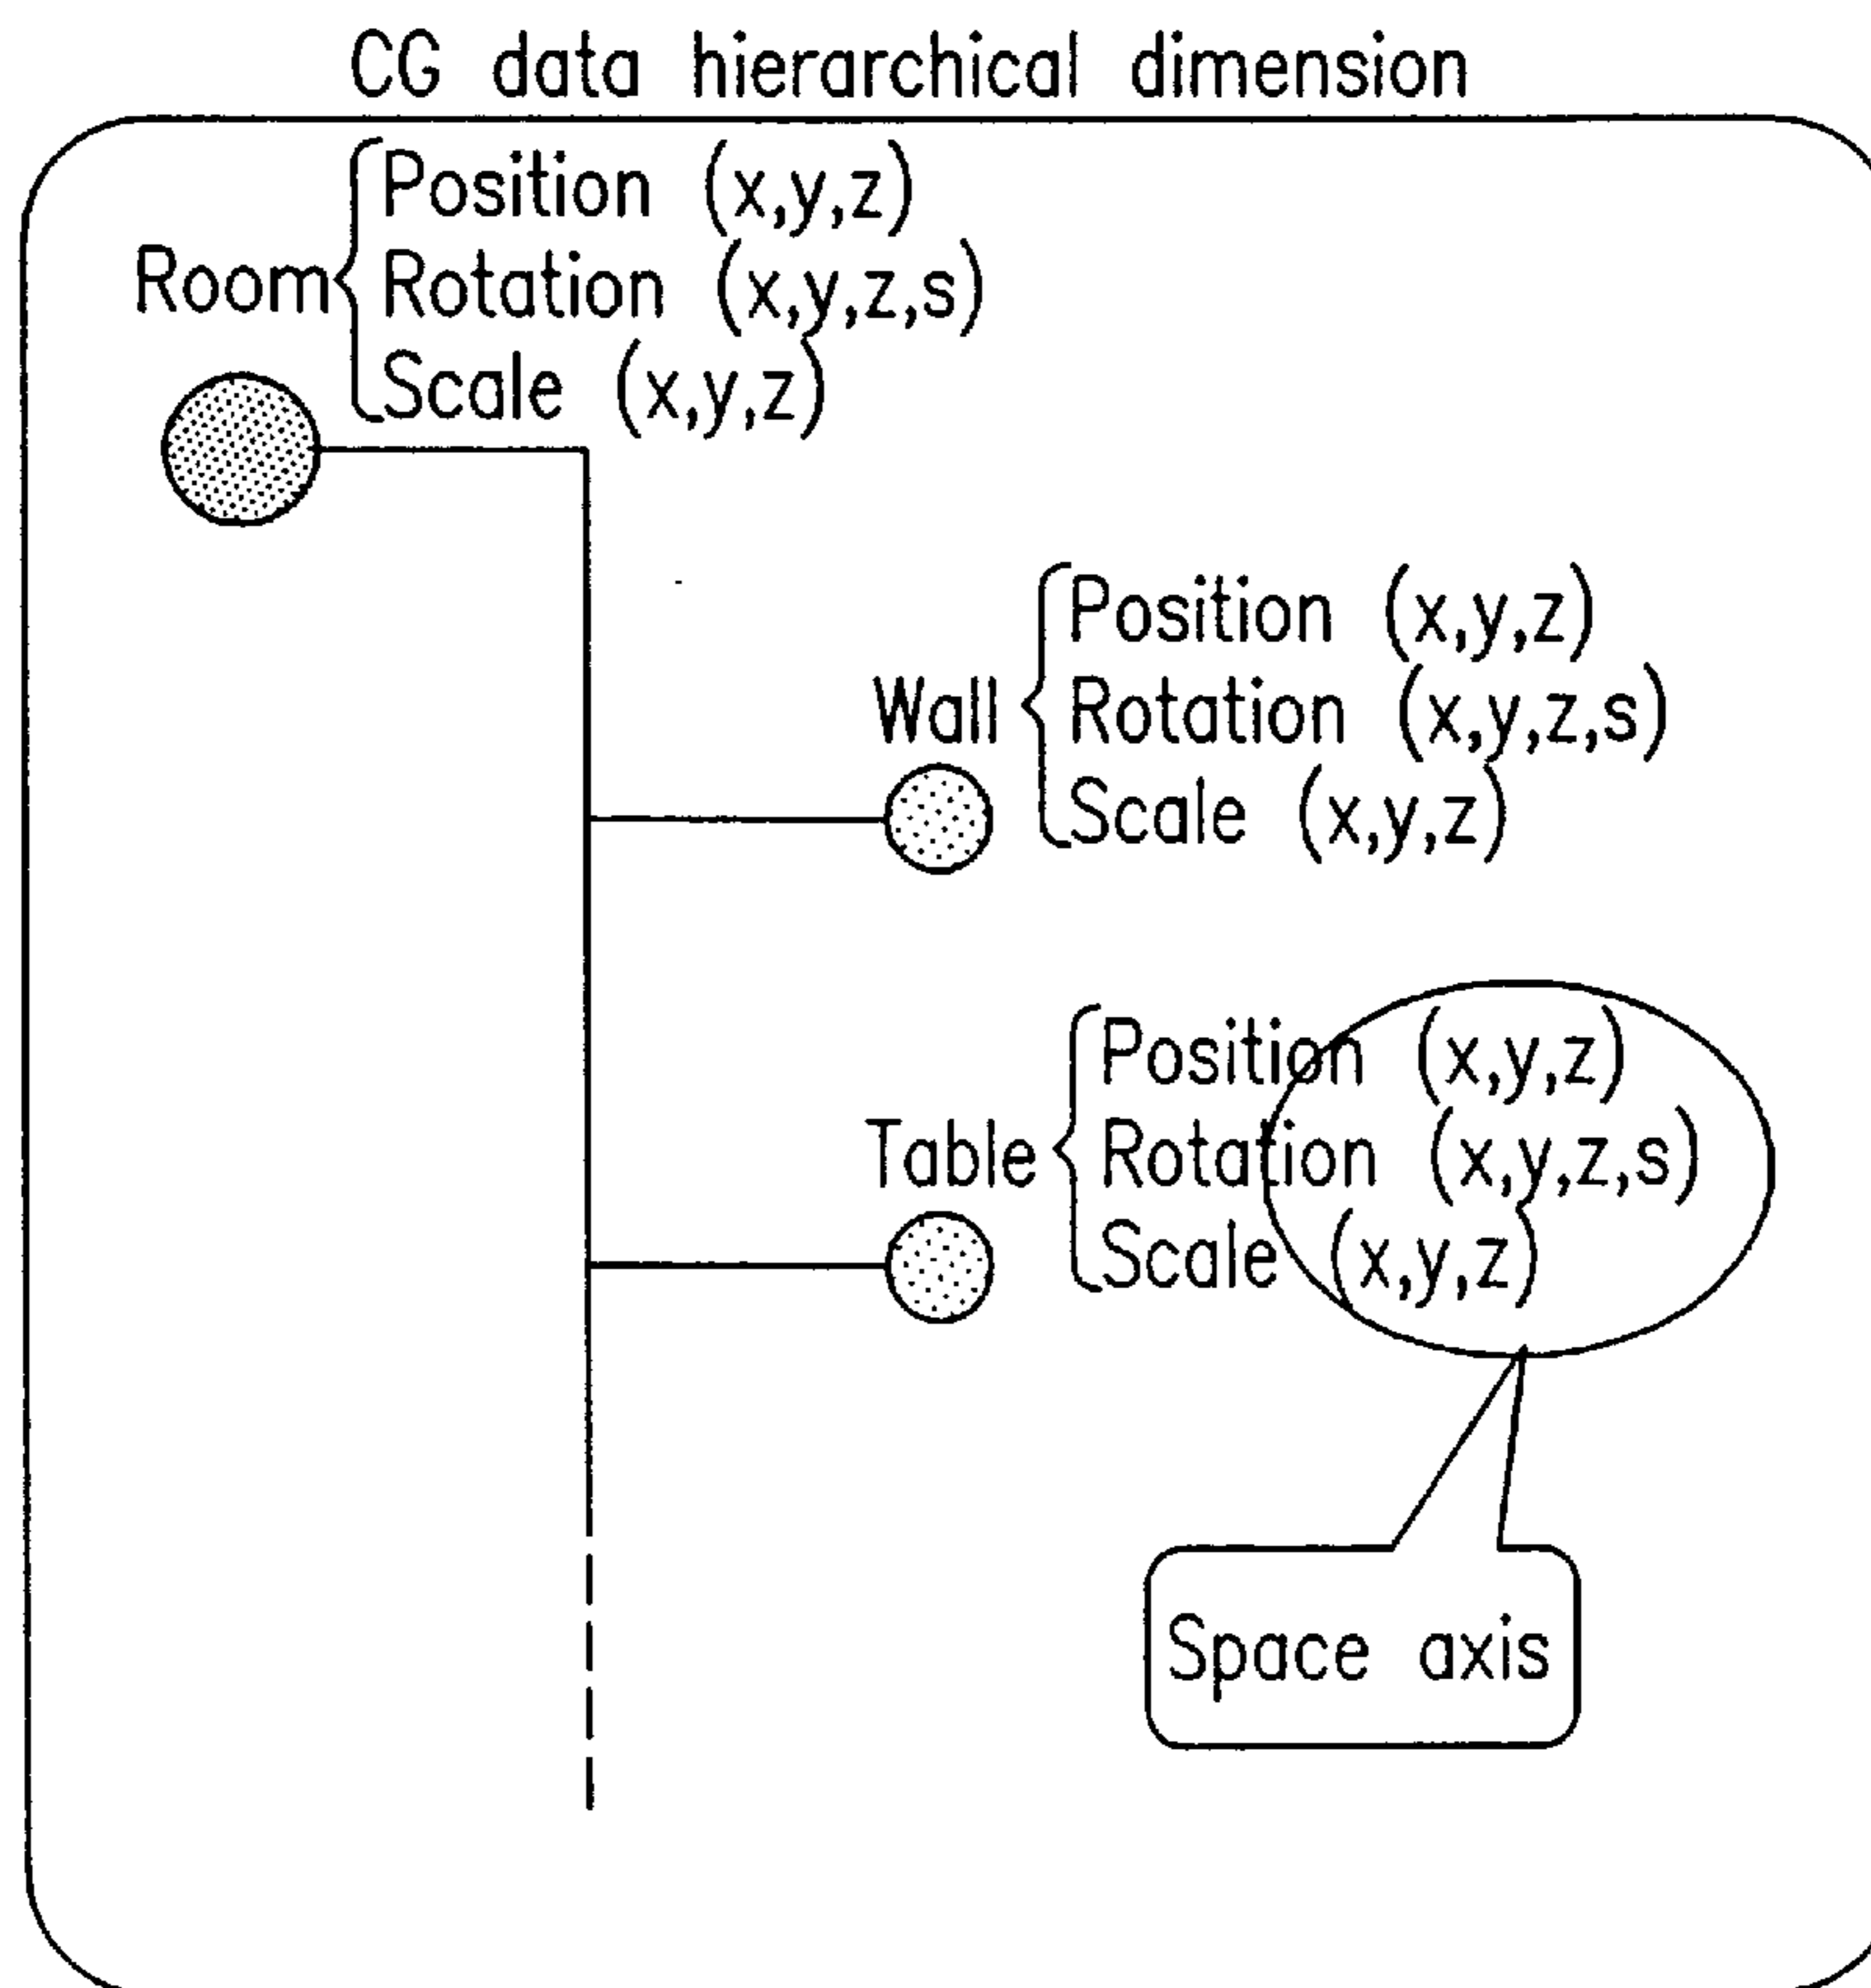 CG data hierarchical dimension
Position (x,y,z)
Room
Rotation (x,y,z,s)
Scale (x,y,z)
Position (x,y,z)
Wall
Rotation (x,y,z,s)
Scale (x,y,z)
Position (x,y,z)
Table
Rotation (x,y,z,s)
Scale (x,y,z)
Space axis